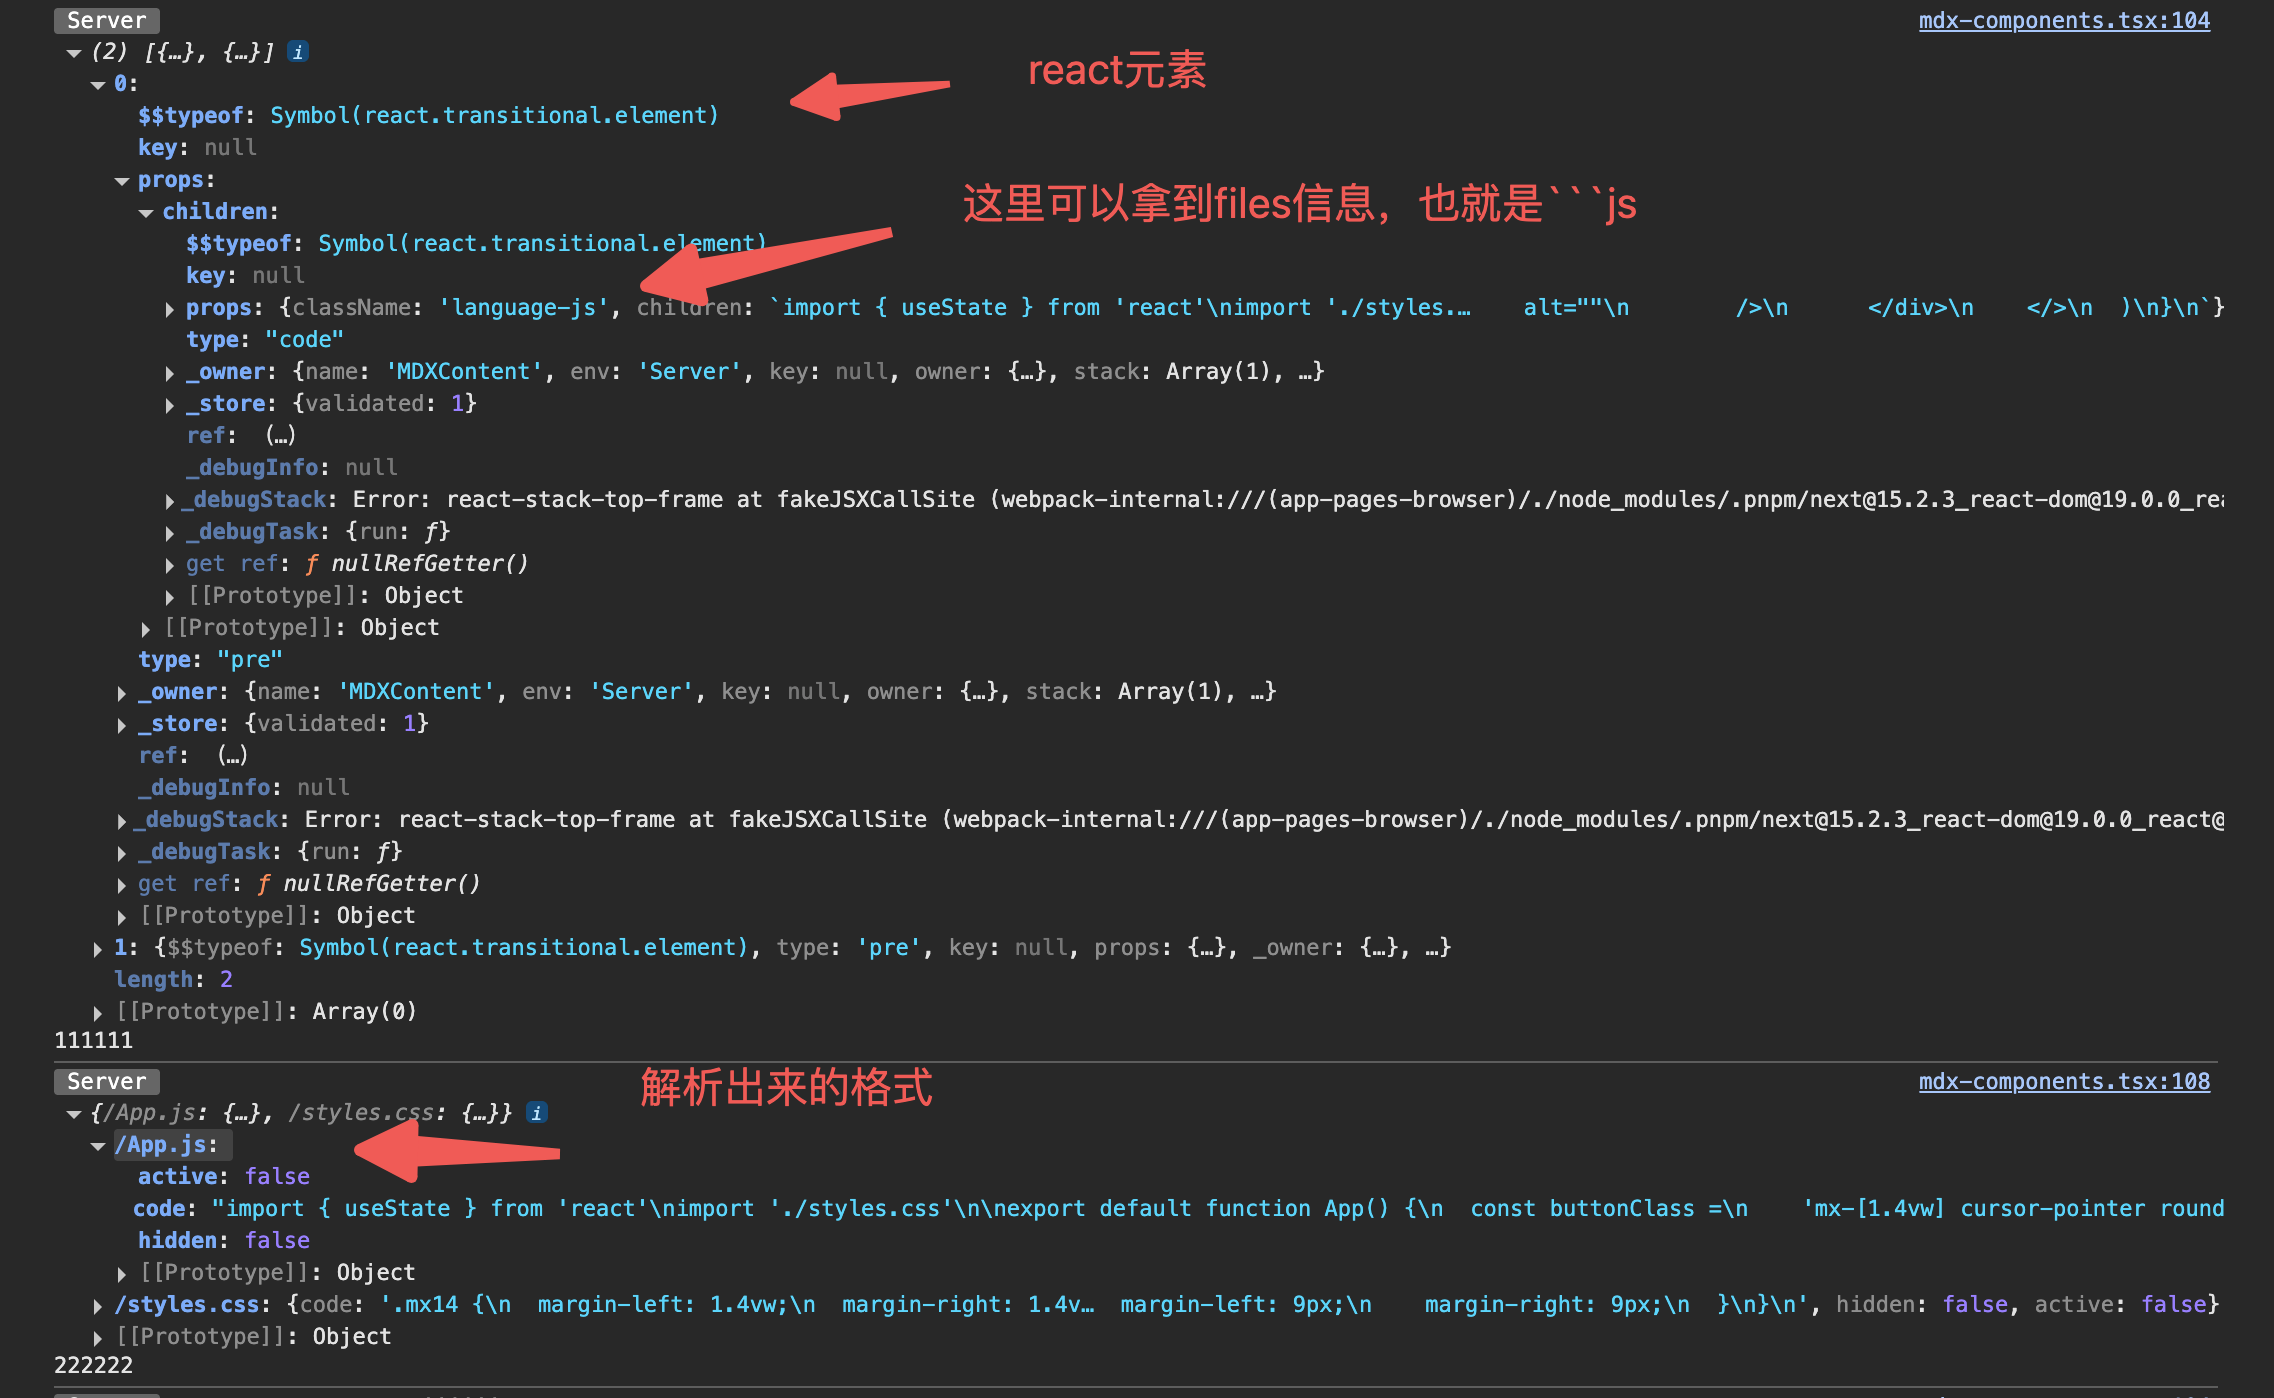 Server mdx-components.tsx:104
(2) [{…}, {…}] i
react元素
0:
$$typeof: Symbol(react.transitional.element)
key: null
props:
这里可以拿到files信息，也就是```js
children:
$$typeof: Symbol(react.transitional.element)
key: null
props: {className: 'language-js', children: `import { useState } from 'react'\nimport './styles.… alt=""\n />\n </div>\n </>\n )\n}\n`}
type: "code"
_owner: {name: 'MDXContent', env: 'Server', key: null, owner: {…}, stack: Array(1), …}
_store: {validated: 1}
ref: (…)
_debugInfo: null
_debugStack: Error: react-stack-top-frame at fakeJSXCallSite (webpack-internal:///(app-pages-browser)/./node_modules/.pnpm/next@15.2.3_react-dom@19.0.0_rea
_debugTask: {run: ƒ}
get ref: ƒ nullRefGetter()
[[Prototype]]: Object
[[Prototype]]: Object
type: "pre"
_owner: {name: 'MDXContent', env: 'Server', key: null, owner: {…}, stack: Array(1), …}
_store: {validated: 1}
ref: (…)
_debugInfo: null
_debugStack: Error: react-stack-top-frame at fakeJSXCallSite (webpack-internal:///(app-pages-browser)/./node_modules/.pnpm/next@15.2.3_react-dom@19.0.0_react@
_debugTask: {run: ƒ}
get ref: ƒ nullRefGetter()
[[Prototype]]: Object
1: {$$typeof: Symbol(react.transitional.element), type: 'pre', key: null, props: {…}, _owner: {…}, …}
length: 2
[[Prototype]]: Array(0)
111111
Server mdx-components.tsx:108
解析出来的格式
{/App.js: {…}, /styles.css: {…}} i
/App.js:
active: false
code: "import { useState } from 'react'\nimport './styles.css'\n\nexport default function App() {\n const buttonClass =\n 'mx-[1.4vw] cursor-pointer round
hidden: false
[[Prototype]]: Object
/styles.css: {code: '.mx14 {\n margin-left: 1.4vw;\n margin-right: 1.4v… margin-left: 9px;\n margin-right: 9px;\n }\n}\n', hidden: false, active: false}
[[Prototype]]: Object
222222